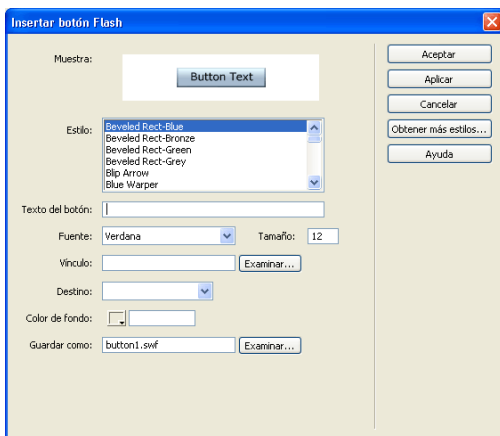 Insertar botón Flash
Muestra:
Button Text
Estilo:
Beveled Rect-Blue
Beveled Rect-Bronze
Beveled Rect-Green
Beveled Rect-Grey
Blip Arrow
Blue Warper
Texto del botón:
Fuente: Verdana Tamaño: 12
Vínculo: Examinar...
Destino:
Color de fondo:
Guardar como: button1.swf Examinar...
Aceptar
Aplicar
Cancelar
Obtener más estilos...
Ayuda